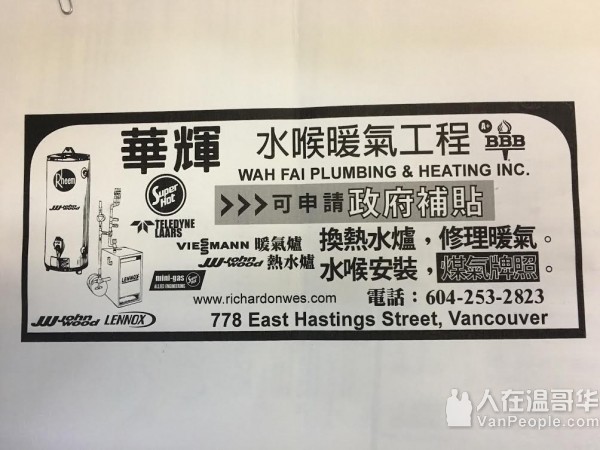 華輝 水喉暖氣工程
A+ BBB
WAH FAI PLUMBING & HEATING INC.
Rheem
Super Hot
>>>可申請 政府補貼
TELEDYNE LAARS
VIESSMANN 暖氣爐
換熱水爐，修理暖氣。
John Wood
John Wood 熱水爐
水喉安裝，煤氣牌照。
LENNOX
mini-gas
ALLIED ENGINEERING
www.richardonwes.com
電話：604-253-2823
John Wood LENNOX
778 East Hastings Street, Vancouver
人在温哥华
VanPeople.com